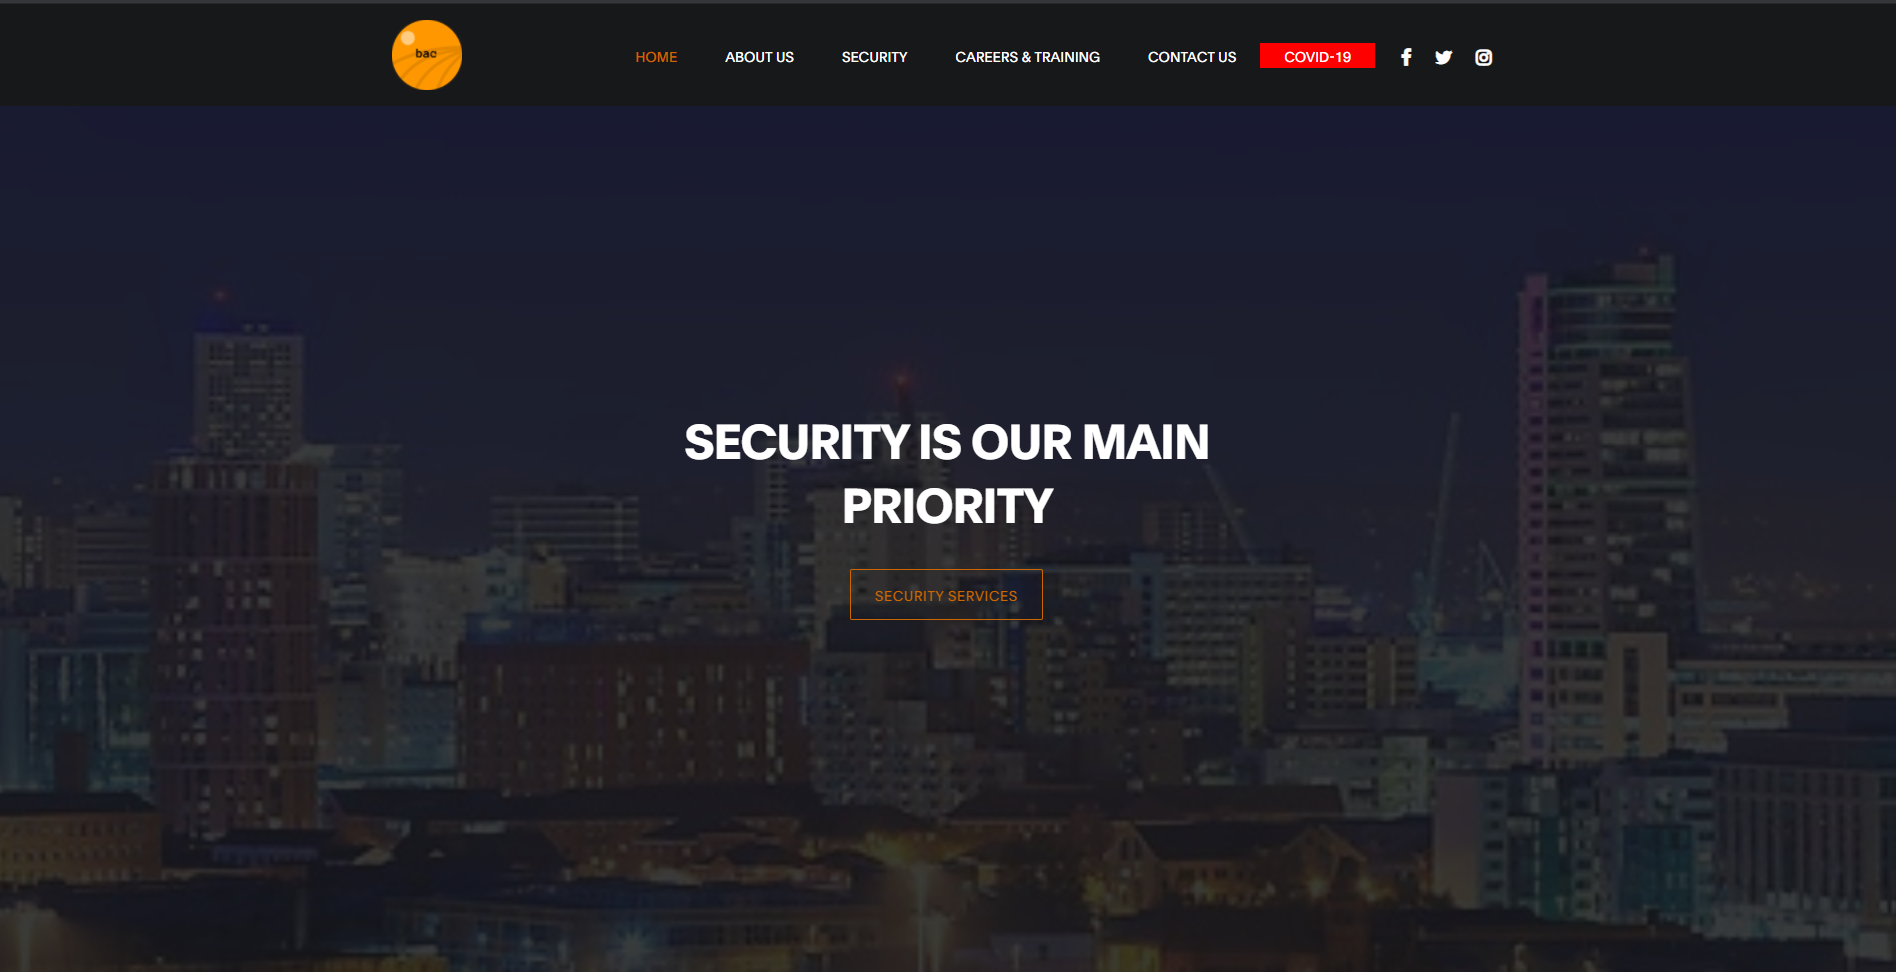 bac
HOME
ABOUT US
SECURITY
CAREERS & TRAINING
CONTACT US
COVID-19
SECURITY IS OUR MAIN
PRIORITY
SECURITY SERVICES